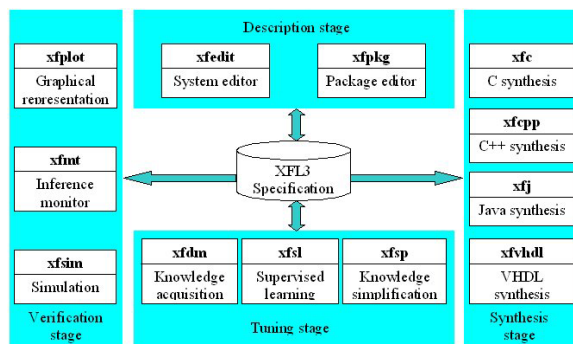 Description stage
xfedit
System editor
xfpkg
Package editor
xfplot
Graphical
representation
xfmt
Inference
monitor
xfsim
Simulation
Verification
stage
XFL3
Specification
xfdm
Knowledge
acquisition
xfsl
Supervised
learning
xfsp
Knowledge
simplification
Tuning stage
xfc
C synthesis
xfcpp
C++ synthesis
xfj
Java synthesis
xfvhdl
VHDL
synthesis
Synthesis
stage